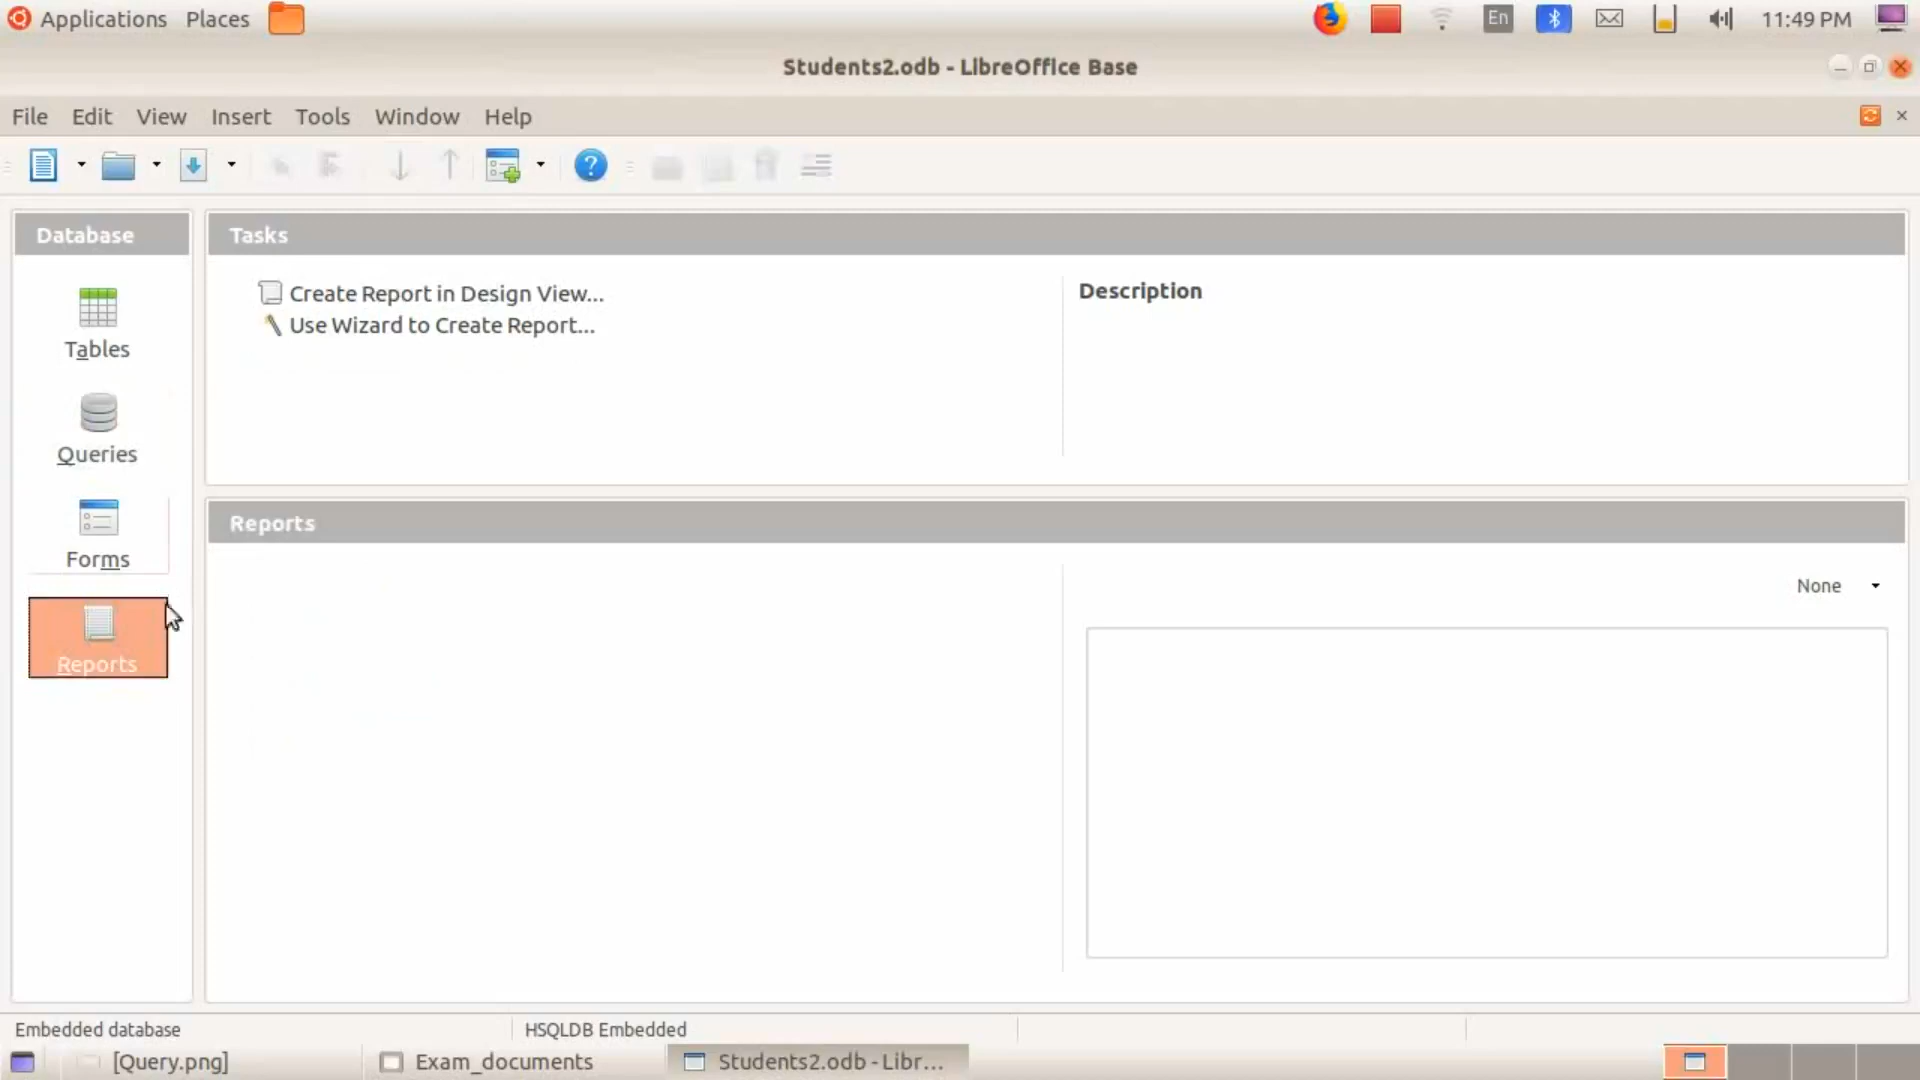 Applications Places En 11:49 PM
Students2.odb - LibreOffice Base
File Edit View Insert Tools Window Help
Database
Tasks
Create Report in Design View...
Use Wizard to Create Report...
Description
Tables
Queries
Forms
Reports
Reports
None
Embedded database HSQLDB Embedded
[Query.png] Exam_documents Students2.odb - Libr...